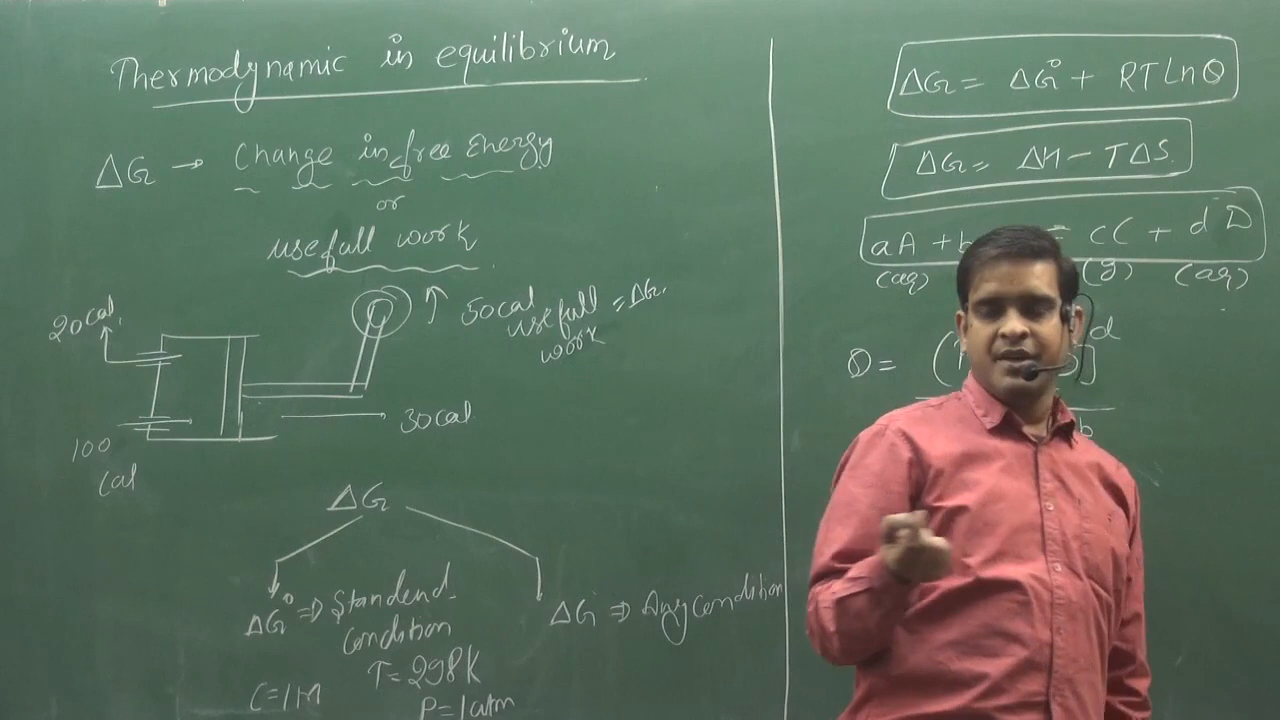 Thermodynamic in equilibrium
ΔG → Change in free Energy
or
usefull work
20 cal.
50 cal
usefull = ΔG.
work
30 cal
100
Cal
ΔG
ΔG° ⇒ Standend
Condition
T = 298K
C = 1M
P = 1atm
ΔG ⇒ Any condition
ΔG = ΔG° + RT Ln Q
ΔG = ΔH - TΔS
aA + b ⇌ cC + dD
(aq) (g) (aq)
Q =
d
b